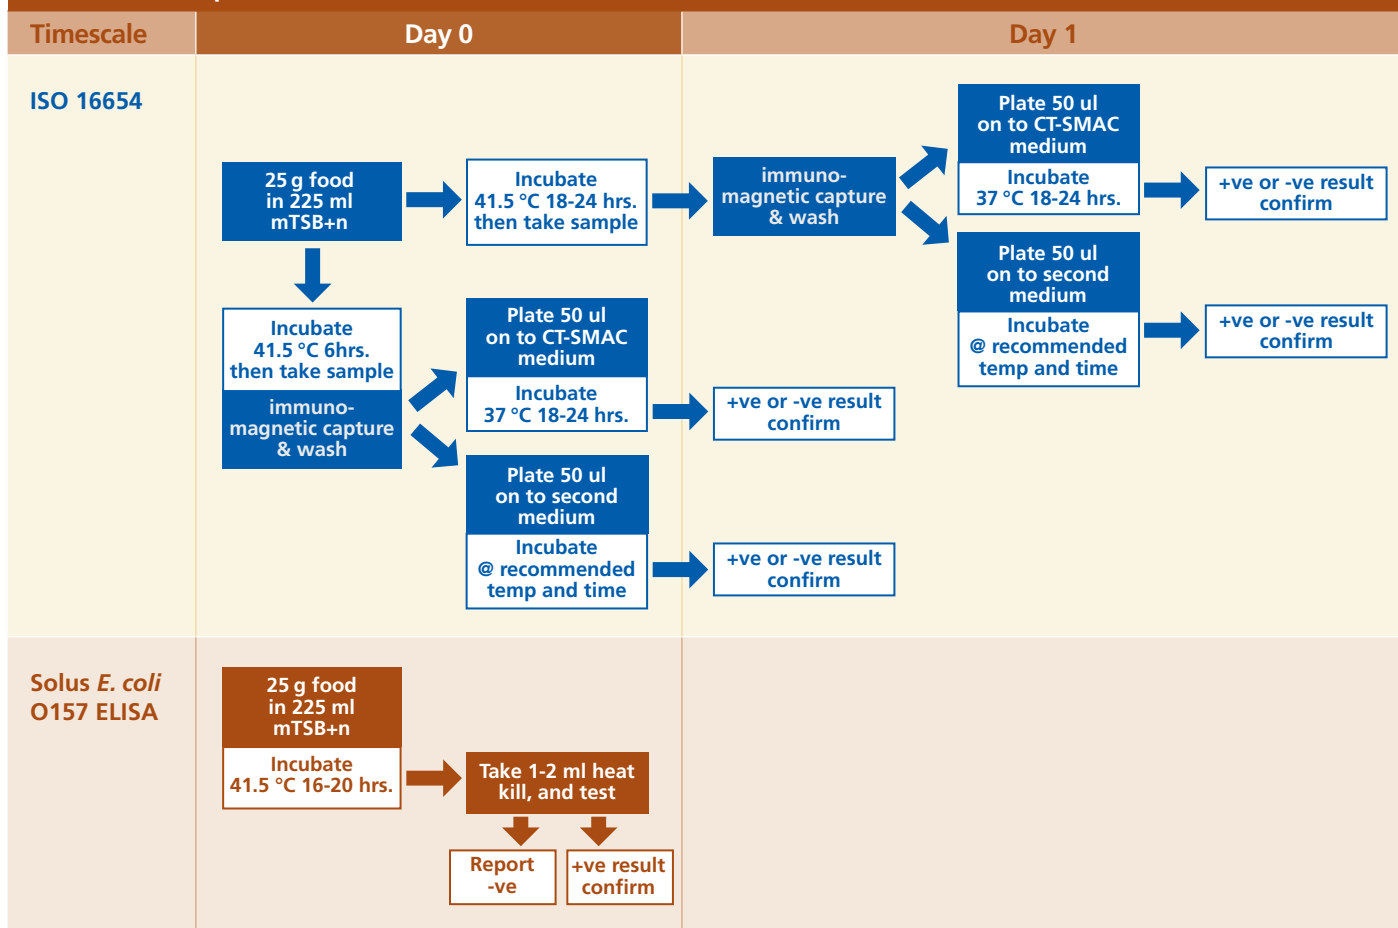 Timescale
Day 0
Day 1
ISO 16654
25 g food
in 225 ml
mTSB+n
Incubate
41.5 °C 18-24 hrs.
then take sample
immuno-
magnetic capture
& wash
Plate 50 ul
on to CT-SMAC
medium
Incubate
37 °C 18-24 hrs.
+ve or -ve result
confirm
Plate 50 ul
on to second
medium
Incubate
@ recommended
temp and time
+ve or -ve result
confirm
Incubate
41.5 °C 6hrs.
then take sample
immuno-
magnetic capture
& wash
Plate 50 ul
on to CT-SMAC
medium
Incubate
37 °C 18-24 hrs.
+ve or -ve result
confirm
Plate 50 ul
on to second
medium
Incubate
@ recommended
temp and time
+ve or -ve result
confirm
Solus E. coli
O157 ELISA
25 g food
in 225 ml
mTSB+n
Incubate
41.5 °C 16-20 hrs.
Take 1-2 ml heat
kill, and test
Report
-ve
+ve result
confirm